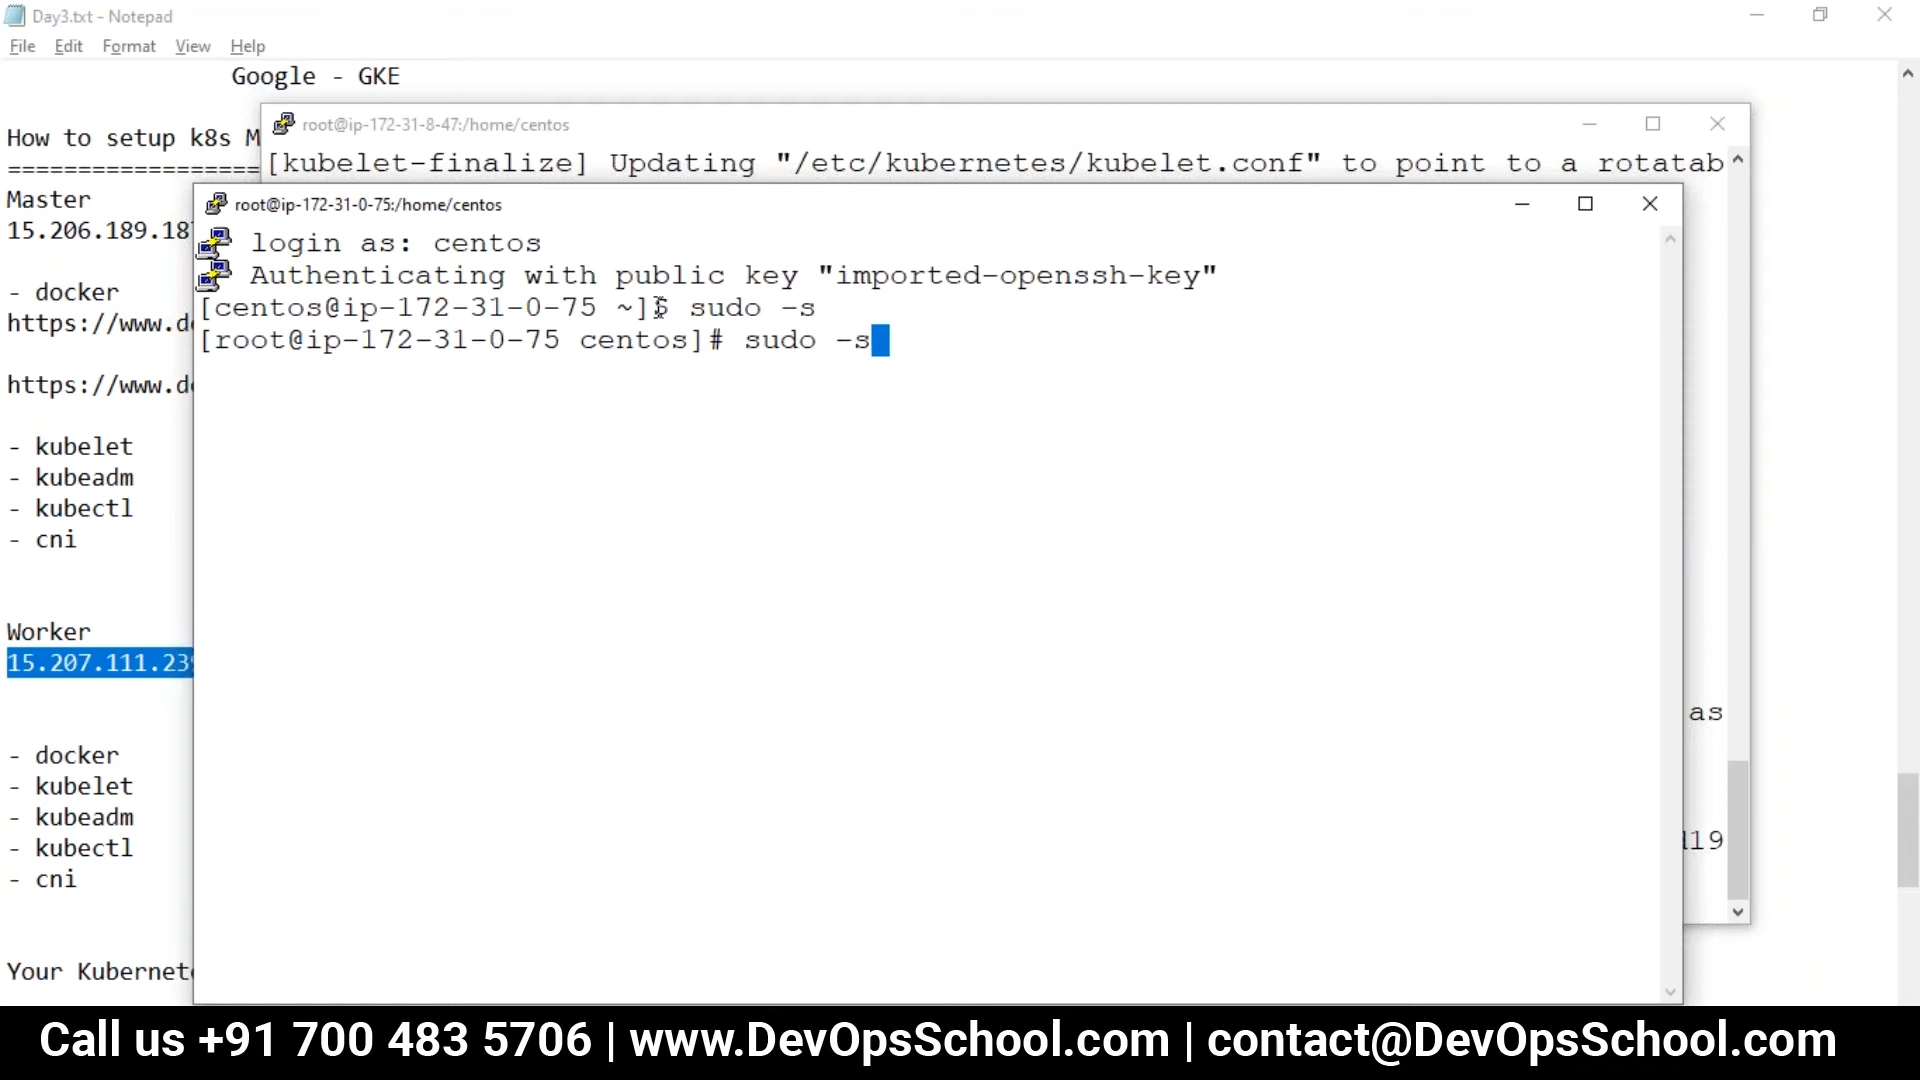 Day3.txt - Notepad
File Edit Format View Help
Google - GKE
How to setup k8s M
==================
Master
15.206.189.18
- docker
https://www.d
https://www.d
- kubelet
- kubeadm
- kubectl
- cni
Worker
15.207.111.23
- docker
- kubelet
- kubeadm
- kubectl
- cni
Your Kubernet
root@ip-172-31-8-47:/home/centos
[kubelet-finalize] Updating "/etc/kubernetes/kubelet.conf" to point to a rotatab
as
19
root@ip-172-31-0-75:/home/centos
login as: centos
Authenticating with public key "imported-openssh-key"
[centos@ip-172-31-0-75 ~]$ sudo -s
[root@ip-172-31-0-75 centos]# sudo -s
Call us +91 700 483 5706 | www.DevOpsSchool.com | contact@DevOpsSchool.com